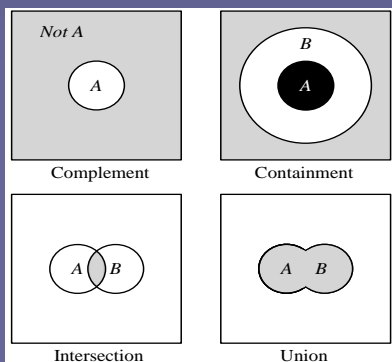 Not A
A
Complement
B
A
Containment
A B
Intersection
A B
Union